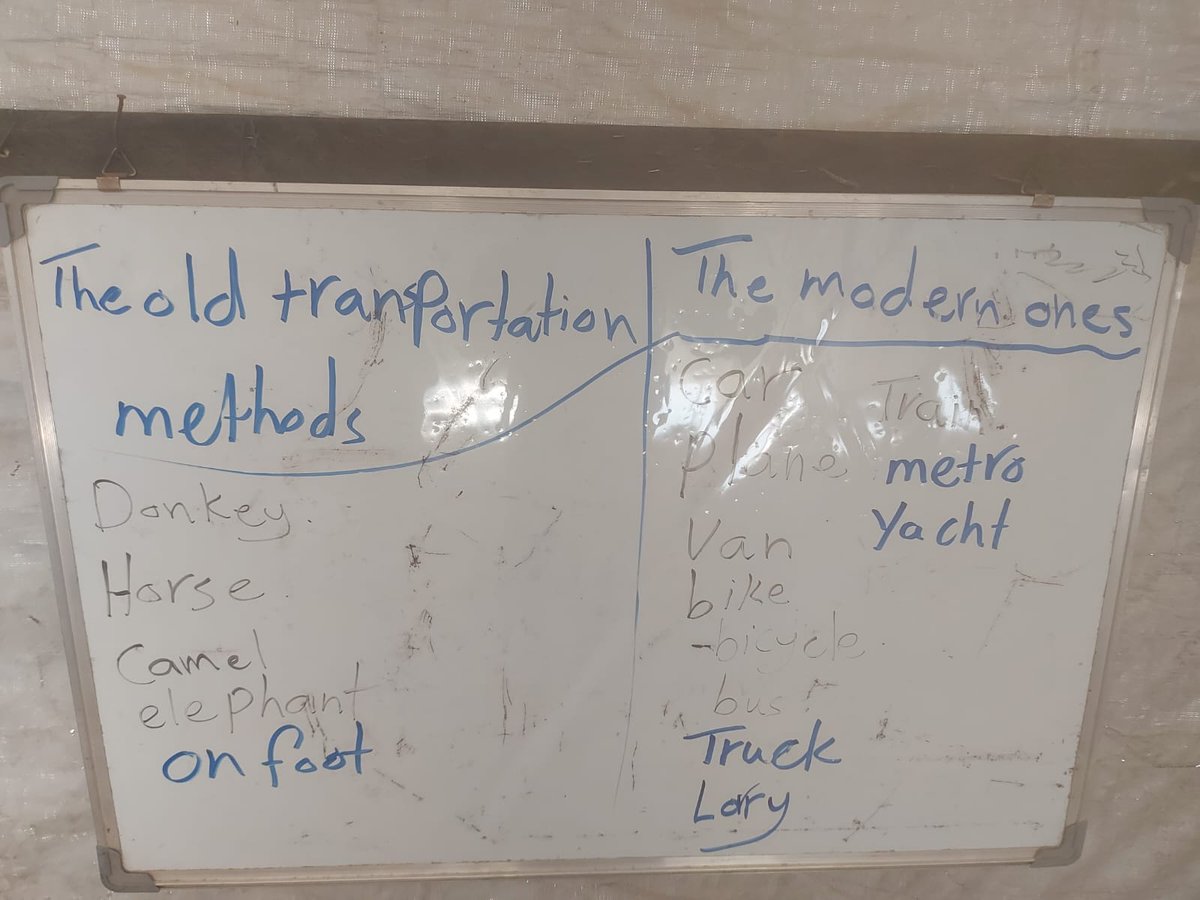 The old transportation
methods
Donkey.
Horse.
Camel
elephant
on foot
The modern ones
Car
plane
Van
bike
-bicycle.
bus
Truck
Lory
Train
metro
Yacht